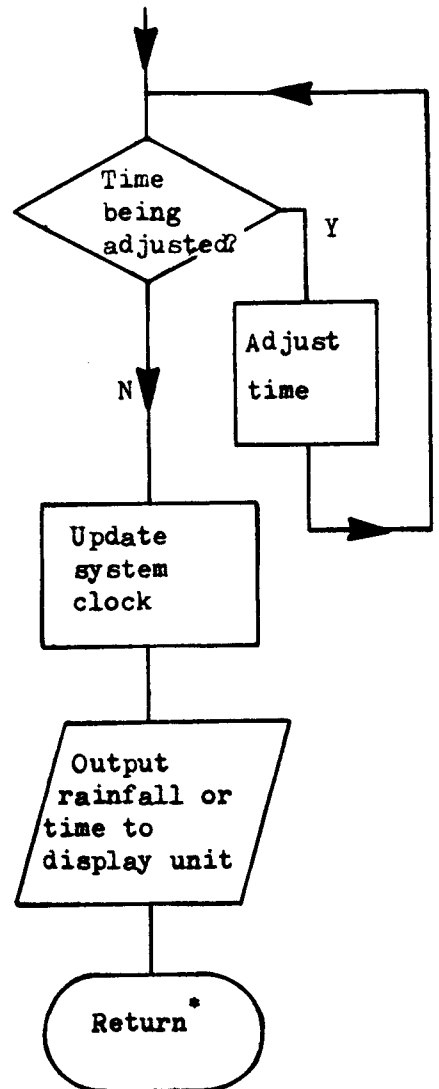 Time
being
adjusted?
Y
Adjust
time
N
Update
system
clock
Output
rainfall or
time to
display unit
Return*